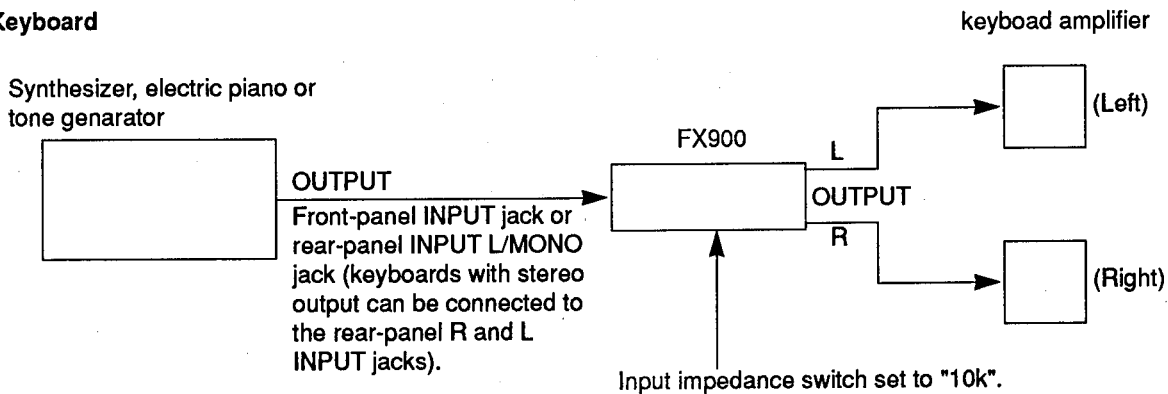 Keyboard
keyboad amplifier
Synthesizer, electric piano or
tone genarator
(Left)
FX900
L
OUTPUT
OUTPUT
R
Front-panel INPUT jack or
rear-panel INPUT L/MONO
jack (keyboards with stereo
output can be connected to
the rear-panel R and L
INPUT jacks).
(Right)
Input impedance switch set to "10k".